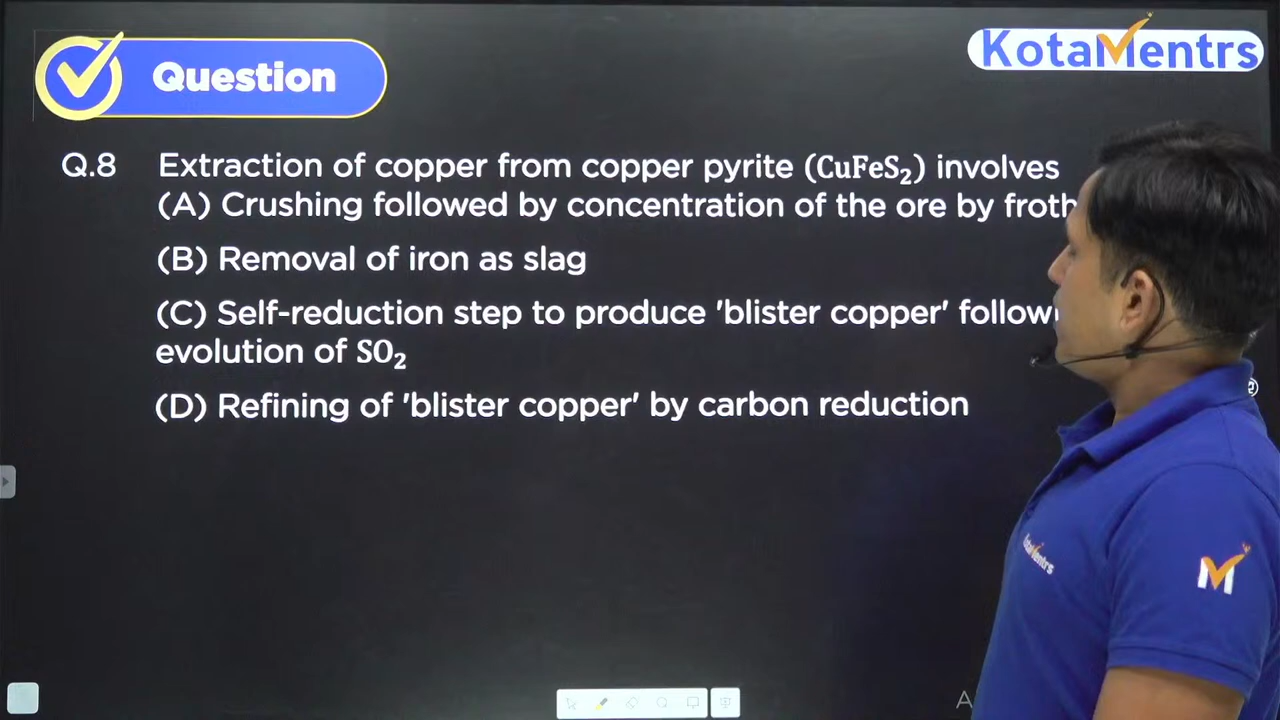 Question
KotaMentrs
Q.8 Extraction of copper from copper pyrite (CuFeS₂) involves
(A) Crushing followed by concentration of the ore by froth
(B) Removal of iron as slag
(C) Self-reduction step to produce 'blister copper'
evolution of SO₂
(D) Refining of 'blister copper' by carbon reduction
KotaMentrs
M
A